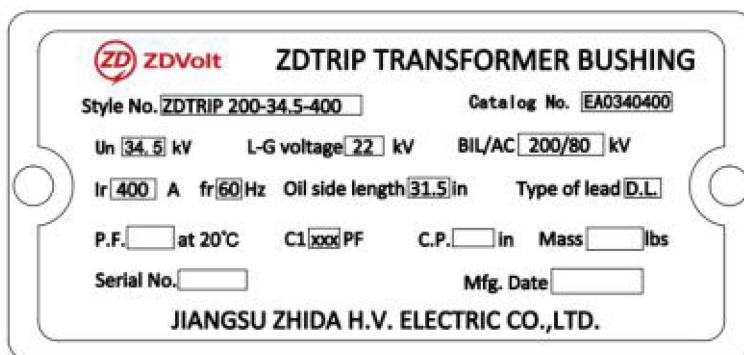 ZD ZDVolt ZDTRIP TRANSFORMER BUSHING
Style No. ZDTRIP 200-34.5-400 Catalog No. EA0340400
Un 34.5 kV L-G voltage 22 kV BIL/AC 200/80 kV
Ir 400 A fr 60 Hz Oil side length 31.5 in Type of lead D.L.
P.F. at 20℃ C1 xxx PF C.P. in Mass lbs
Serial No. Mfg. Date
JIANGSU ZHIDA H.V. ELECTRIC CO.,LTD.